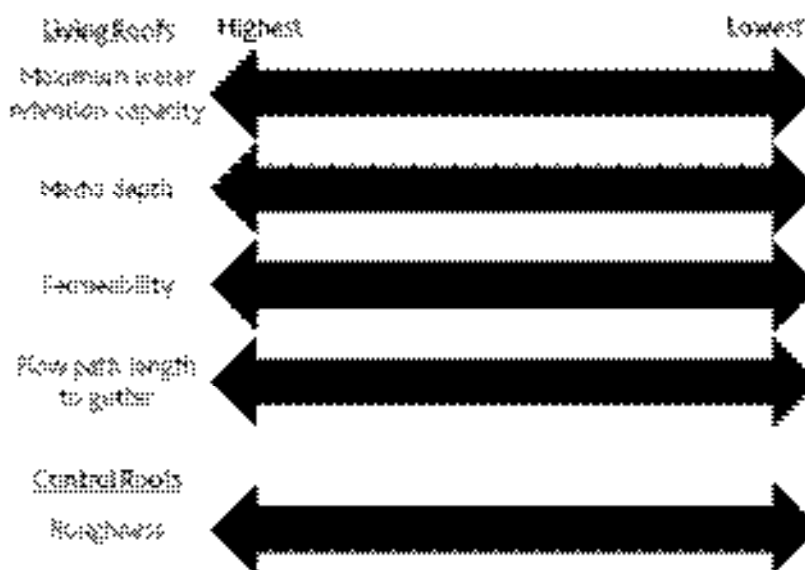 Living Roofs Highest Lowest
Maximum water
retention capacity
Media depth
Permeability
Flow path length
to gutter
Control Roofs
Roughness